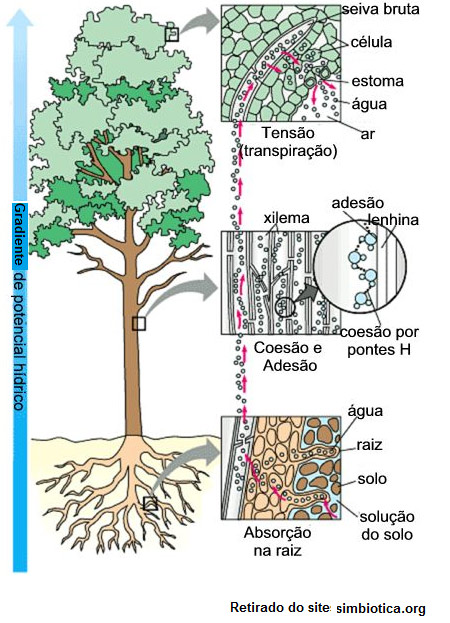 seiva bruta
célula
estoma
água
ar
Tensão
(transpiração)
Gradiente de potencial hídrico
xilema
adesão
lenhina
coesão por
pontes H
Coesão e
Adesão
água
raiz
solo
solução
do solo
Absorção
na raiz
Retirado do site simbiotica.org